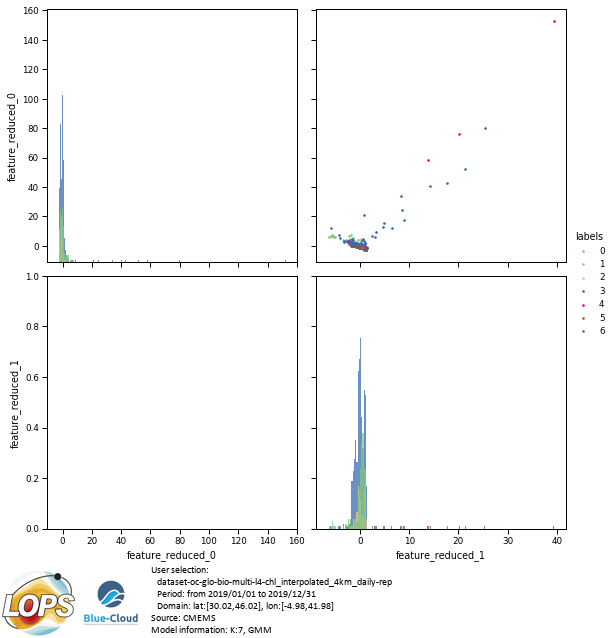 160
140
120
100
80
60
40
20
0
feature_reduced_0
labels
0
1
2
3
4
5
6
1.0
0.8
0.6
0.4
0.2
0.0
feature_reduced_1
0 20 40 60 80 100 120 140 160
feature_reduced_0
0 10 20 30 40
feature_reduced_1
LOPS
Blue-Cloud
User selection:
dataset-oc-glo-bio-multi-l4-chl_interpolated_4km_daily-rep
Period: from 2019/01/01 to 2019/12/31
Domain: lat:[30.02,46.02], lon:[-4.98,41.98]
Source: CMEMS
Model information: K:7, GMM